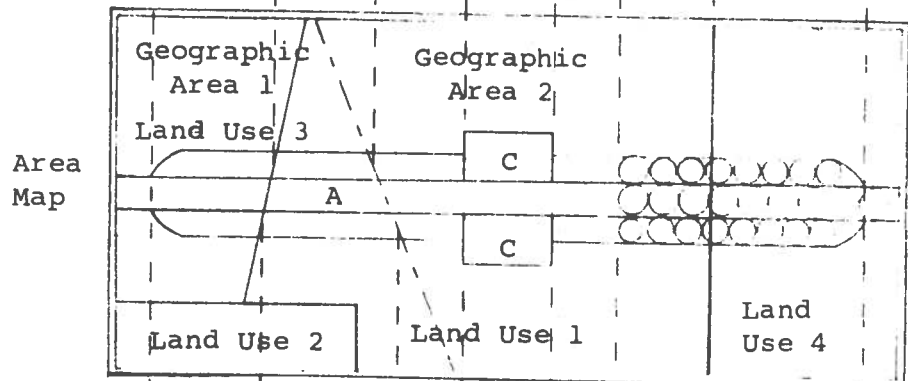 Geographic
Area 1
Geographic
Area 2
Land Use 3
C
Area
Map
A
C
Land Use 2
Land Use 1
Land
Use 4